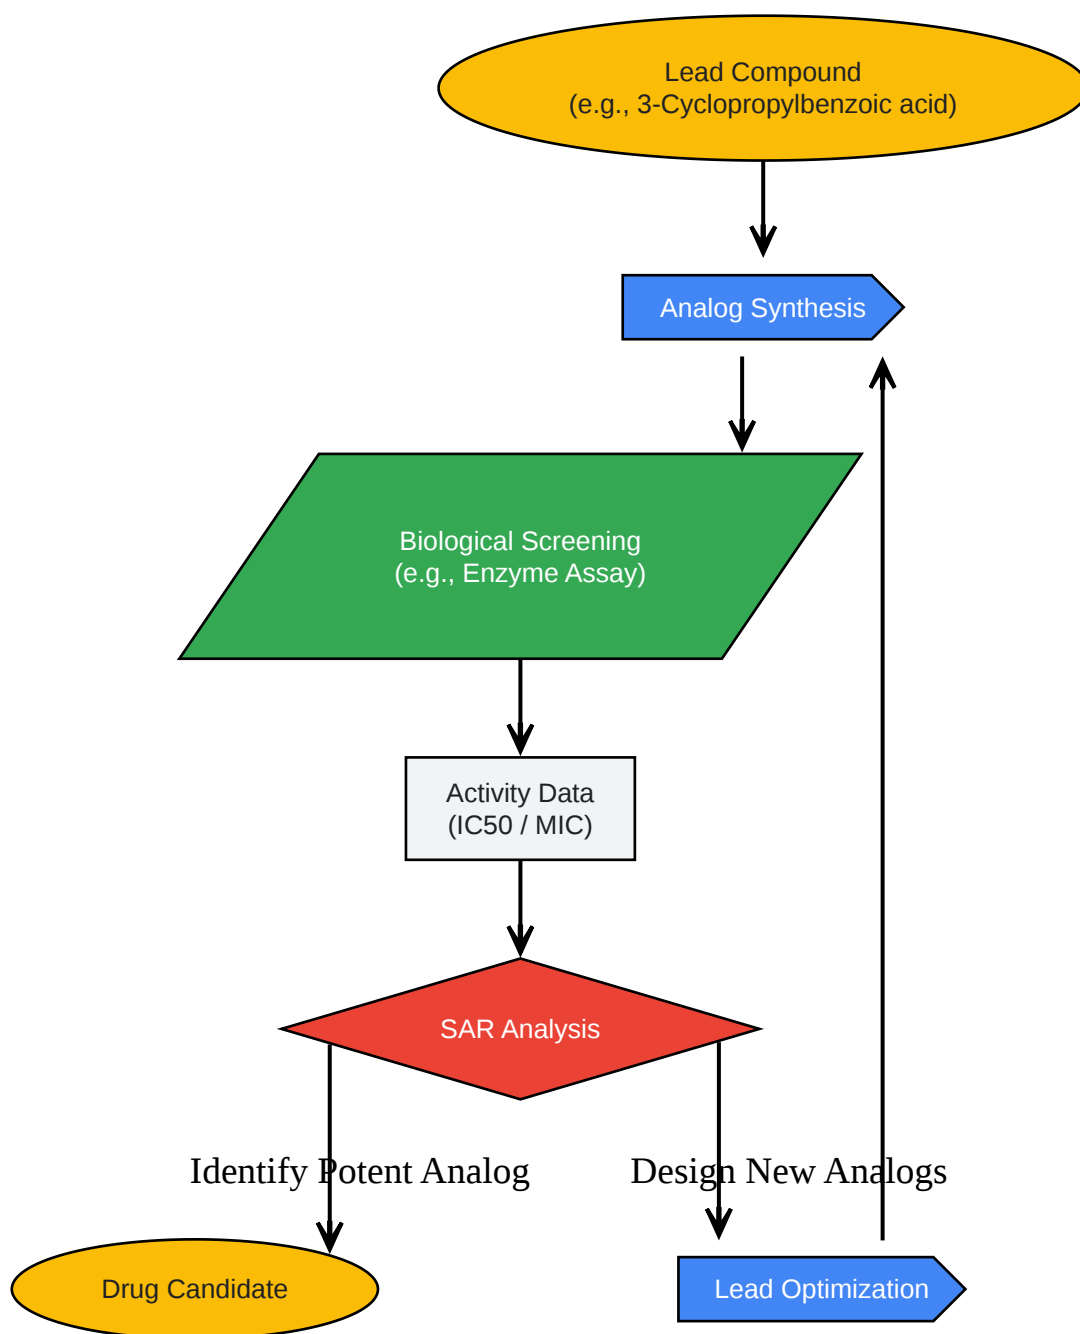 Lead Compound
(e.g., 3-Cyclopropylbenzoic acid)
Analog Synthesis
Biological Screening
(e.g., Enzyme Assay)
Activity Data
(IC50 / MIC)
SAR Analysis
Identify Potent Analog
Design New Analogs
Drug Candidate
Lead Optimization